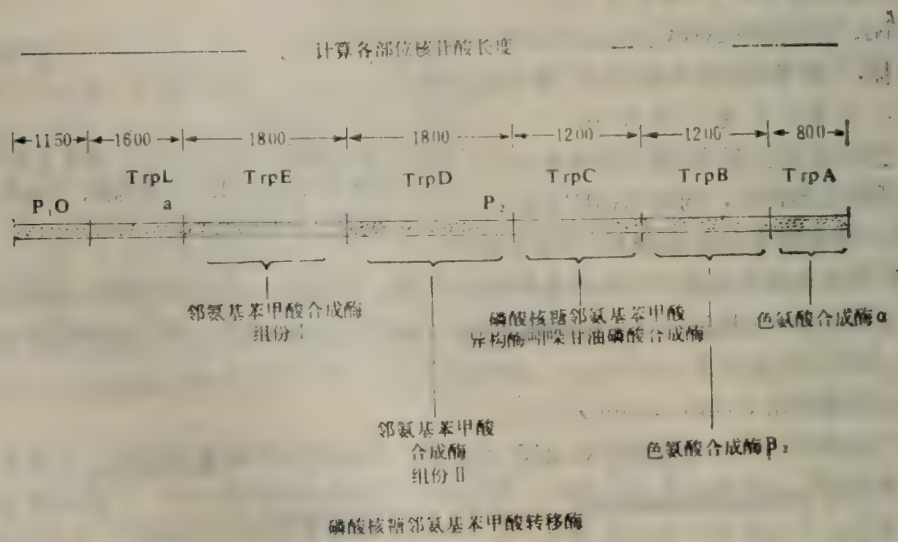 计算各部位核苷酸长度
1150 1600 1800 1800 1200 1200 800
TrpL TrpE TrpD TrpC TrpB TrpA
P₁O a P₂
邻氨基苯甲酸合成酶
组份 I
磷酸核糖邻氨基苯甲酸
异构酶吲哚甘油磷酸合成酶
色氨酸合成酶α
邻氨基苯甲酸
合成酶
组份 II
色氨酸合成酶β₂
磷酸核糖邻氨基苯甲酸转移酶